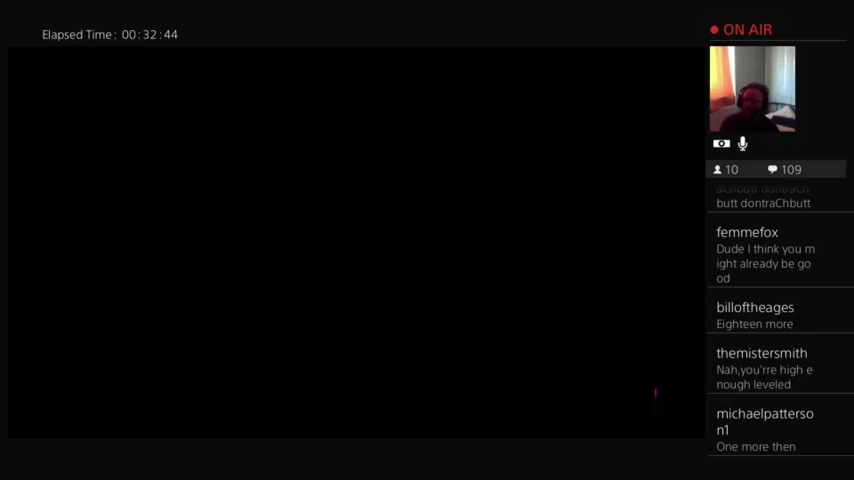 Elapsed Time: 00:32:44
ON AIR
10
109
butt dontraChbutt
femmefox
Dude I think you m
ight already be go
od
billoftheages
Eighteen more
themistersmith
Nah,you'rre high e
nough leveled
michaelpatterso
n1
One more then